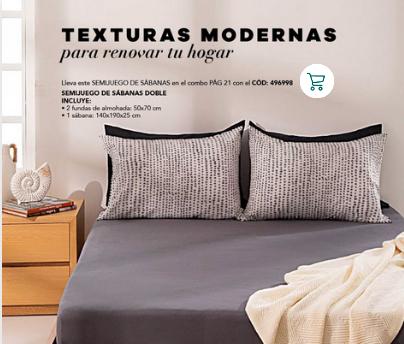 TEXTURAS MODERNAS
para renovar tu hogar
Lleva este SEMIJUEGO DE SÁBANAS en el combo PÁG 21 con el CÓD: 496998
SEMIJUEGO DE SÁBANAS DOBLE
INCLUYE:
• 2 fundas de almohada: 50x70 cm
• 1 sábana: 140x190x25 cm